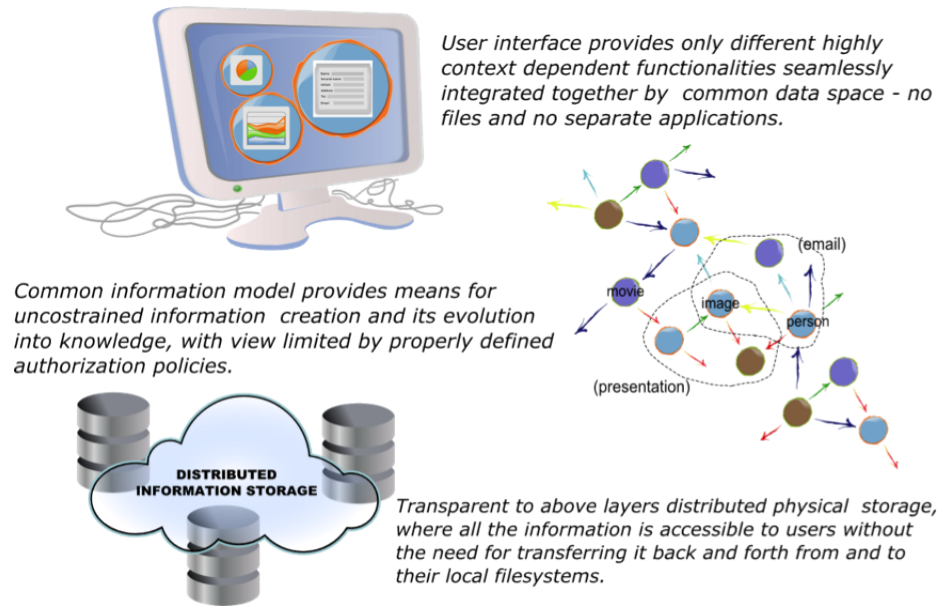 User interface provides only different highly
context dependent functionalities seamlessly
integrated together by common data space - no
files and no separate applications.
(email)
movie
image
person
(presentation)
Common information model provides means for
uncostrained information creation and its evolution
into knowledge, with view limited by properly defined
authorization policies.
DISTRIBUTED
INFORMATION STORAGE
Transparent to above layers distributed physical storage,
where all the information is accessible to users without
the need for transferring it back and forth from and to
their local filesystems.